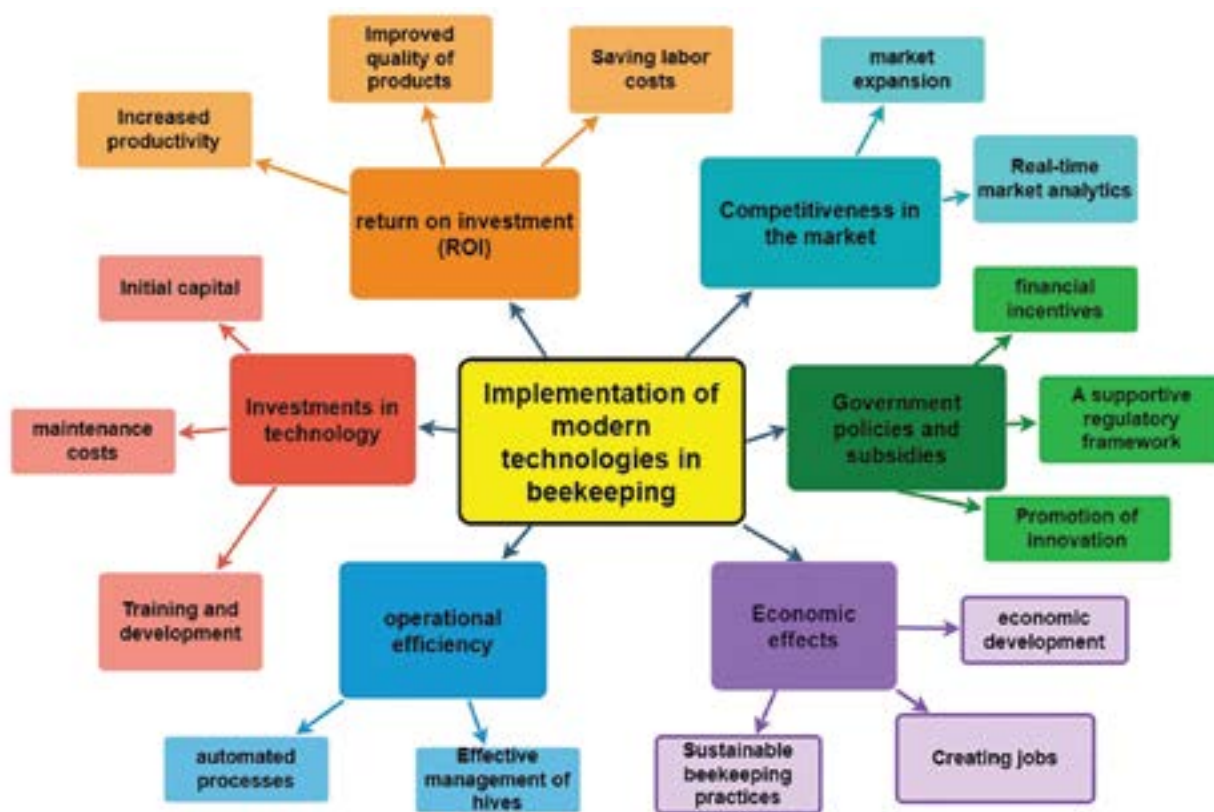 Improved
quality of
products
Saving labor
costs
market
expansion
Increased
productivity
return on investment
(ROI)
Competitiveness in
the market
Real-time
market analytics
Initial capital
financial
incentives
Investments in
technology
maintenance
costs
Implementation of
modern
technologies in
beekeeping
Government
policies and
subsidies
A supportive
regulatory
framework
Promotion of
innovation
Training and
development
operational
efficiency
Economic
effects
economic
development
automated
processes
Effective
management of
hives
Sustainable
beekeeping
practices
Creating jobs